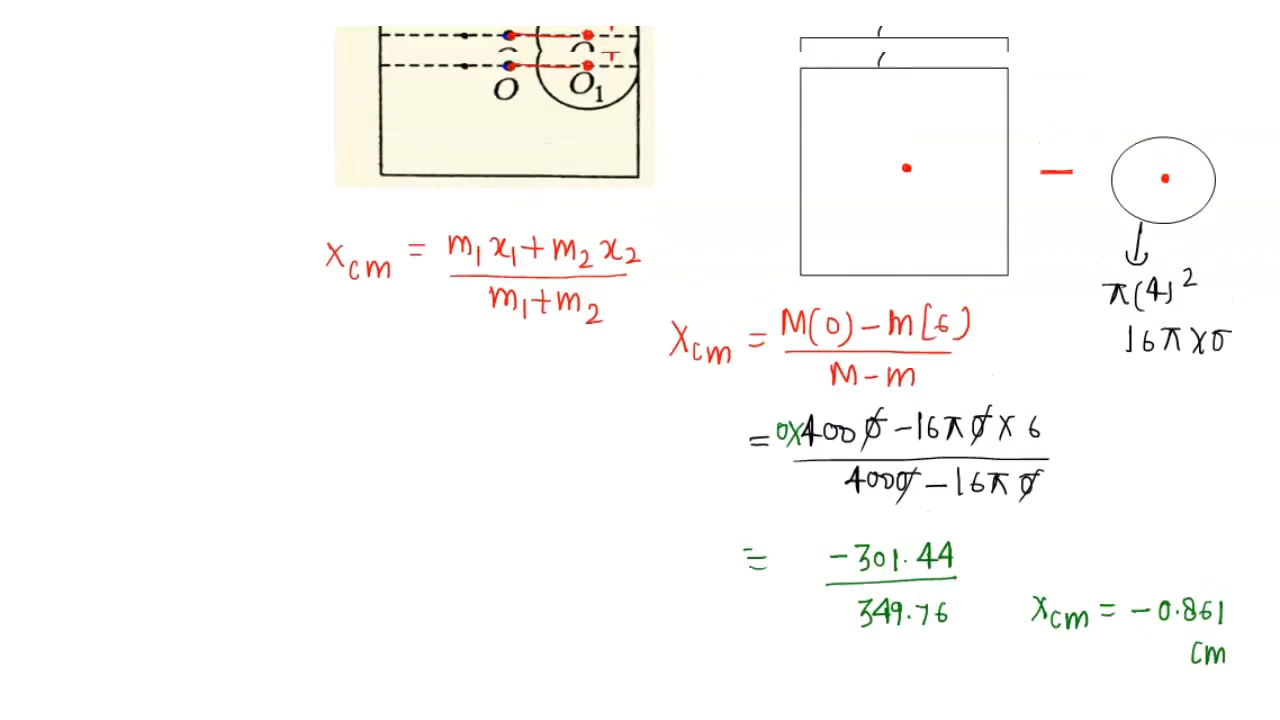 O O₁
x_cm = (m₁x₁ + m₂x₂) / (m₁ + m₂)
π(4)²
16π×σ
X_cm = (M(0) − m[6)) / (M − m)
= (0×400σ − 16πσ × 6) / (400σ − 16πσ)
= −301.44 / 349.76
x_cm = −0.861
cm